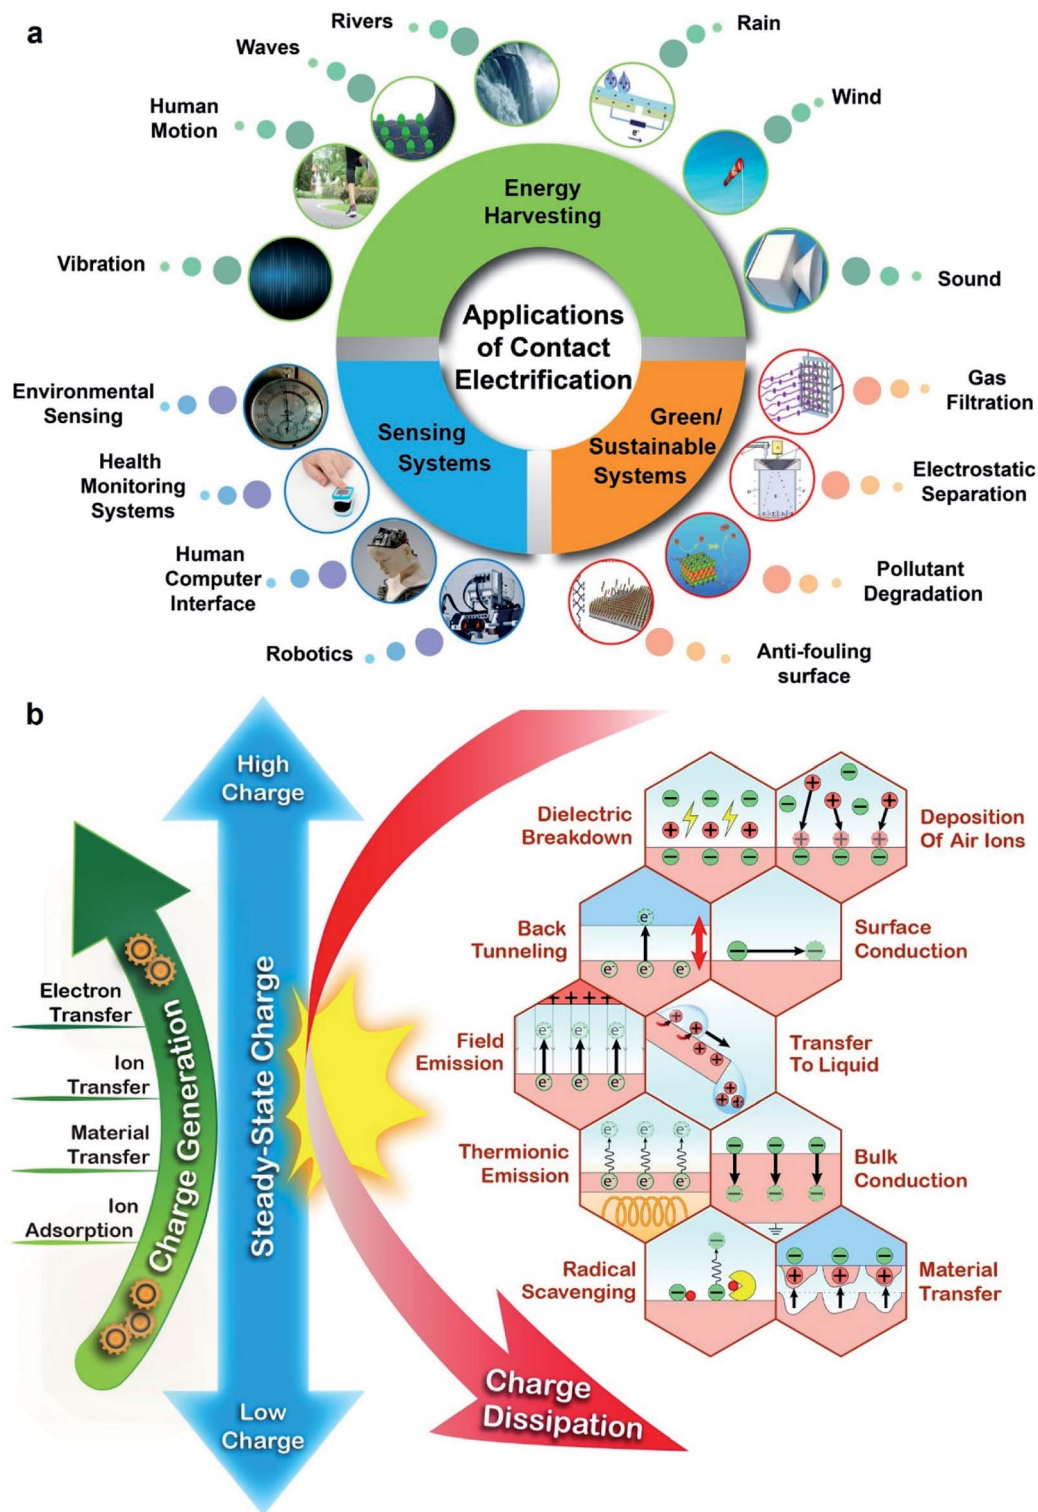 a
Rivers
Rain
Waves
Wind
Human
Motion
e⁻
Energy
Harvesting
Vibration
Sound
Applications
of Contact
Electrification
Environmental
Sensing
Gas
Filtration
Sensing
Systems
Green/
Sustainable
Systems
Health
Monitoring
Systems
Electrostatic
Separation
Human
Computer
Interface
Pollutant
Degradation
Robotics
Anti-fouling
surface
b
High
Charge
Dielectric
Breakdown
Deposition
Of Air Ions
Back
Tunneling
e⁻
e⁻ e⁻ e⁻
Surface
Conduction
Electron
Transfer
Ion
Transfer
Material
Transfer
Ion
Adsorption
Charge Generation
Steady-State Charge
Field
Emission
++++
e⁻ e⁻ e⁻
e⁻ e⁻ e⁻
Transfer
To Liquid
Thermionic
Emission
e⁻ e⁻ e⁻
e⁻ e⁻ e⁻
Bulk
Conduction
Radical
Scavenging
Material
Transfer
Charge
Dissipation
Low
Charge